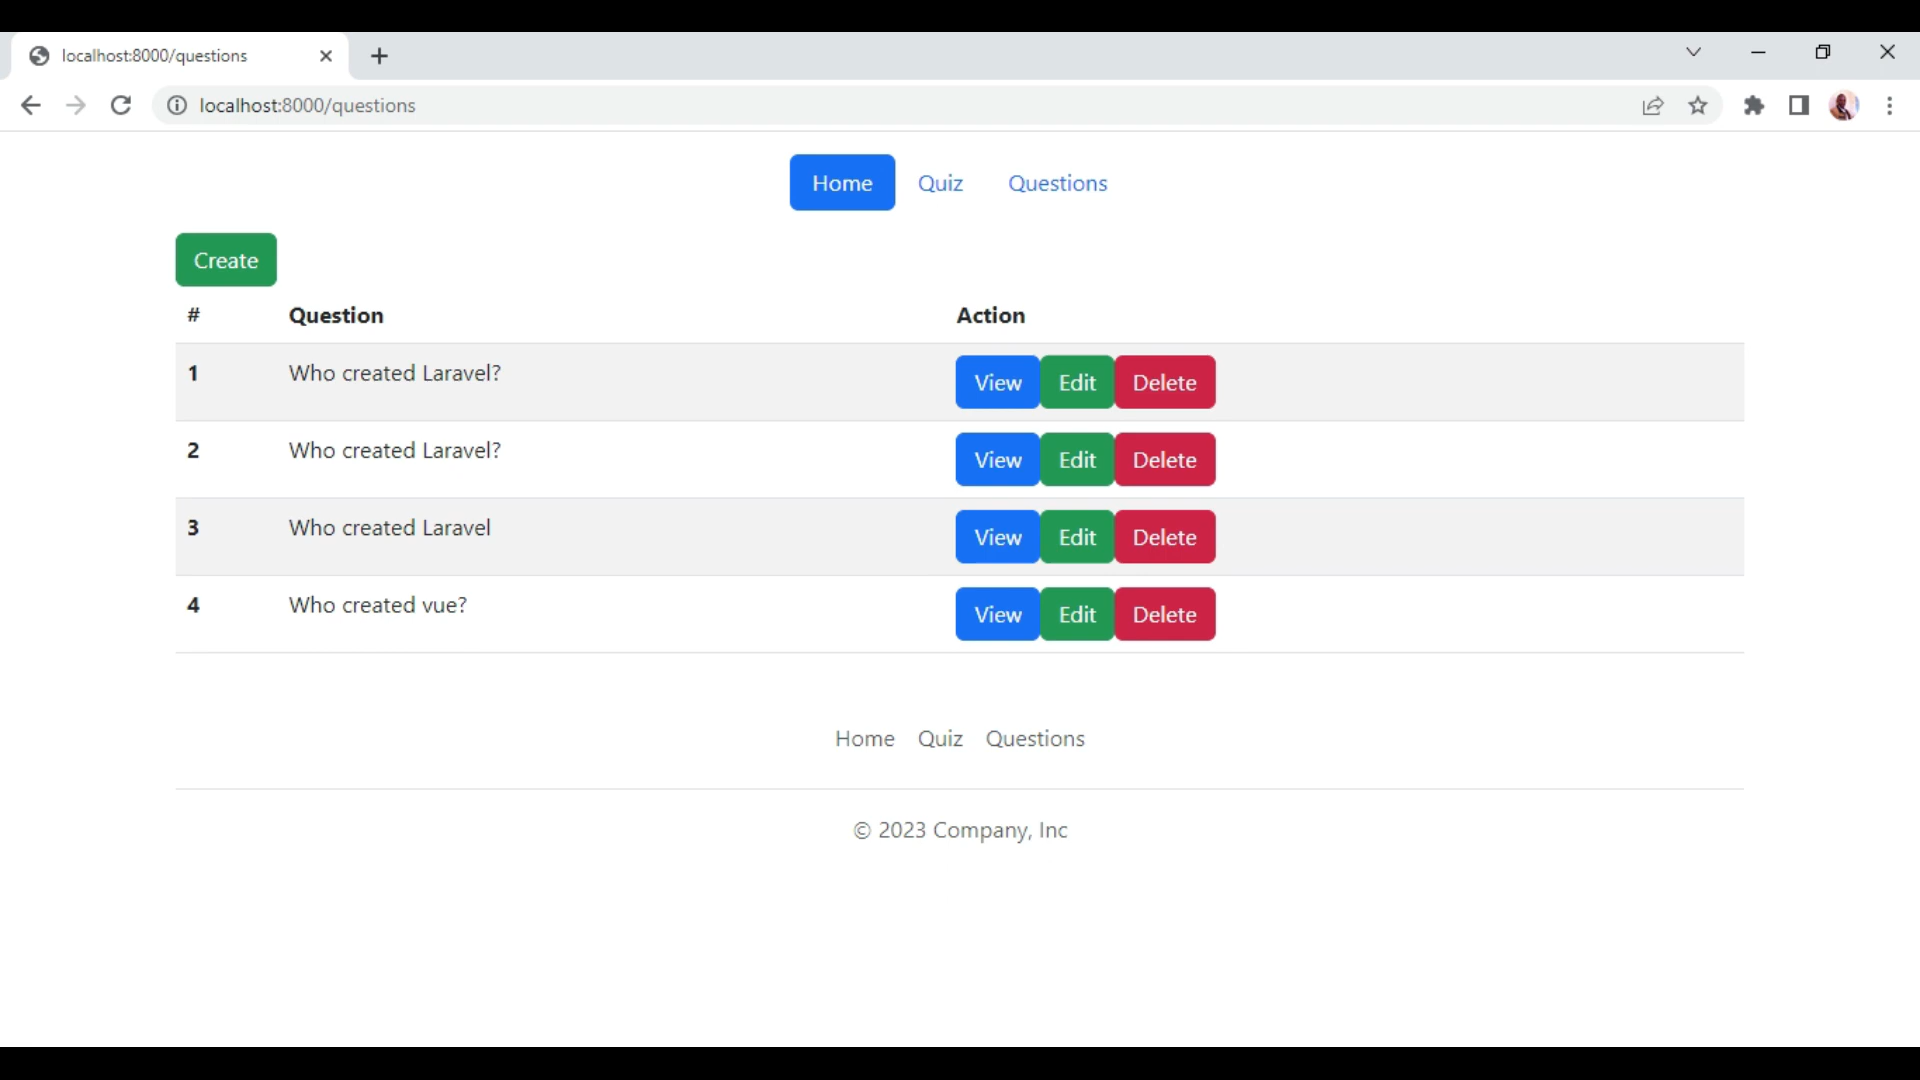 localhost:8000/questions
localhost:8000/questions
Home Quiz Questions
Create
# Question Action
1 Who created Laravel? View Edit Delete
2 Who created Laravel? View Edit Delete
3 Who created Laravel View Edit Delete
4 Who created vue? View Edit Delete
Home Quiz Questions
© 2023 Company, Inc